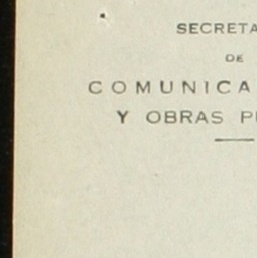 SECRETA
DE
COMUNICA
Y OBRAS P